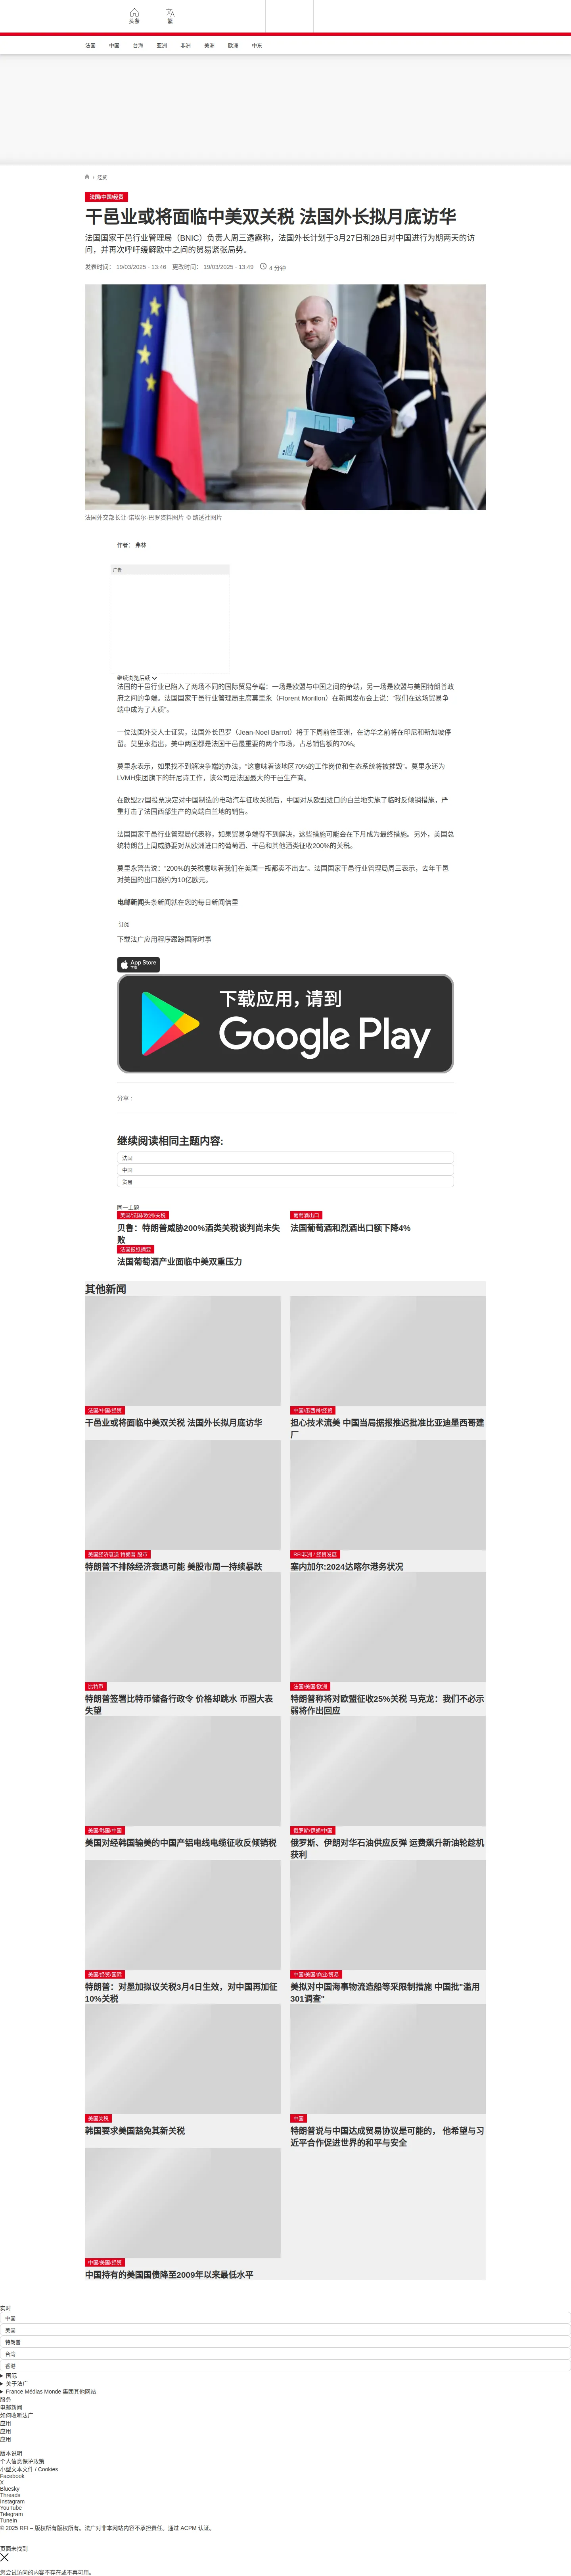 头条
繁
法国
中国
台海
亚洲
非洲
美洲
欧洲
中东
/ 经贸
法国/中国/经贸
干邑业或将面临中美双关税 法国外长拟月底访华
法国国家干邑行业管理局（BNIC）负责人周三透露称，法国外长计划于3月27日和28日对中国进行为期两天的访
问，并再次呼吁缓解欧中之间的贸易紧张局势。
发表时间： 19/03/2025 - 13:46 更改时间： 19/03/2025 - 13:49 4 分钟
法国外交部长让-诺埃尔·巴罗资料图片 © 路透社图片
作者： 弗林
广告
继续浏览后续
法国的干邑行业已陷入了两场不同的国际贸易争端：一场是欧盟与中国之间的争端，另一场是欧盟与美国特朗普政
府之间的争端。法国国家干邑行业管理局主席莫里永（Florent Morillon）在新闻发布会上说："我们在这场贸易争
端中成为了人质"。
一位法国外交人士证实，法国外长巴罗（Jean-Noel Barrot）将于下周前往亚洲，在访华之前将在印尼和新加坡停
留。莫里永指出，美中两国都是法国干邑最重要的两个市场，占总销售额的70%。
莫里永表示，如果找不到解决争端的办法，"这意味着该地区70%的工作岗位和生态系统将被摧毁"。莫里永还为
LVMH集团旗下的轩尼诗工作，该公司是法国最大的干邑生产商。
在欧盟27国投票决定对中国制造的电动汽车征收关税后，中国对从欧盟进口的白兰地实施了临时反倾销措施，严
重打击了法国西部生产的高端白兰地的销售。
法国国家干邑行业管理局代表称，如果贸易争端得不到解决，这些措施可能会在下月成为最终措施。另外，美国总
统特朗普上周威胁要对从欧洲进口的葡萄酒、干邑和其他酒类征收200%的关税。
莫里永警告说："200%的关税意味着我们在美国一瓶都卖不出去"。法国国家干邑行业管理局周三表示，去年干邑
对美国的出口额约为10亿欧元。
电邮新闻头条新闻就在您的每日新闻信里
订阅
下载法广应用程序跟踪国际时事
App Store
下载
下载应用，请到
Google Play
分享 :
继续阅读相同主题内容:
法国
中国
贸易
同一主题
美国/法国/欧洲/关税
贝鲁：特朗普威胁200%酒类关税谈判尚未失
败
葡萄酒出口
法国葡萄酒和烈酒出口额下降4%
法国报纸摘要
法国葡萄酒产业面临中美双重压力
其他新闻
法国/中国/经贸
干邑业或将面临中美双关税 法国外长拟月底访华
中国/墨西哥/经贸
担心技术流美 中国当局据报推迟批准比亚迪墨西哥建
厂
美国经济衰退 特朗普 股市
特朗普不排除经济衰退可能 美股市周一持续暴跌
RFI非洲 / 经贸发展
塞内加尔:2024达喀尔港务状况
比特币
特朗普签署比特币储备行政令 价格却跳水 币圈大表
失望
法国/美国/欧洲
特朗普称将对欧盟征收25%关税 马克龙：我们不必示
弱将作出回应
美国/韩国/中国
美国对经韩国输美的中国产铝电线电缆征收反倾销税
俄罗斯/伊朗/中国
俄罗斯、伊朗对华石油供应反弹 运费飙升新油轮趁机
获利
美国/经贸/国际
特朗普：对墨加拟议关税3月4日生效，对中国再加征
10%关税
中国/美国/商业/贸易
美拟对中国海事物流造船等采限制措施 中国批"滥用
301调查"
美国关税
韩国要求美国豁免其新关税
中国
特朗普说与中国达成贸易协议是可能的， 他希望与习
近平合作促进世界的和平与安全
中国/美国/经贸
中国持有的美国国债降至2009年以来最低水平
实时
中国
美国
特朗普
台湾
香港
国际
关于法广
France Médias Monde 集团其他网站
服务
电邮新闻
如何收听法广
应用
应用
应用
版本说明
个人信息保护政策
小型文本文件 / Cookies
Facebook
X
Bluesky
Threads
Instagram
YouTube
Telegram
TuneIn
© 2025 RFI – 版权所有版权所有。法广对非本网站内容不承担责任。通过 ACPM 认证。
页面未找到
您尝试访问的内容不存在或不再可用。